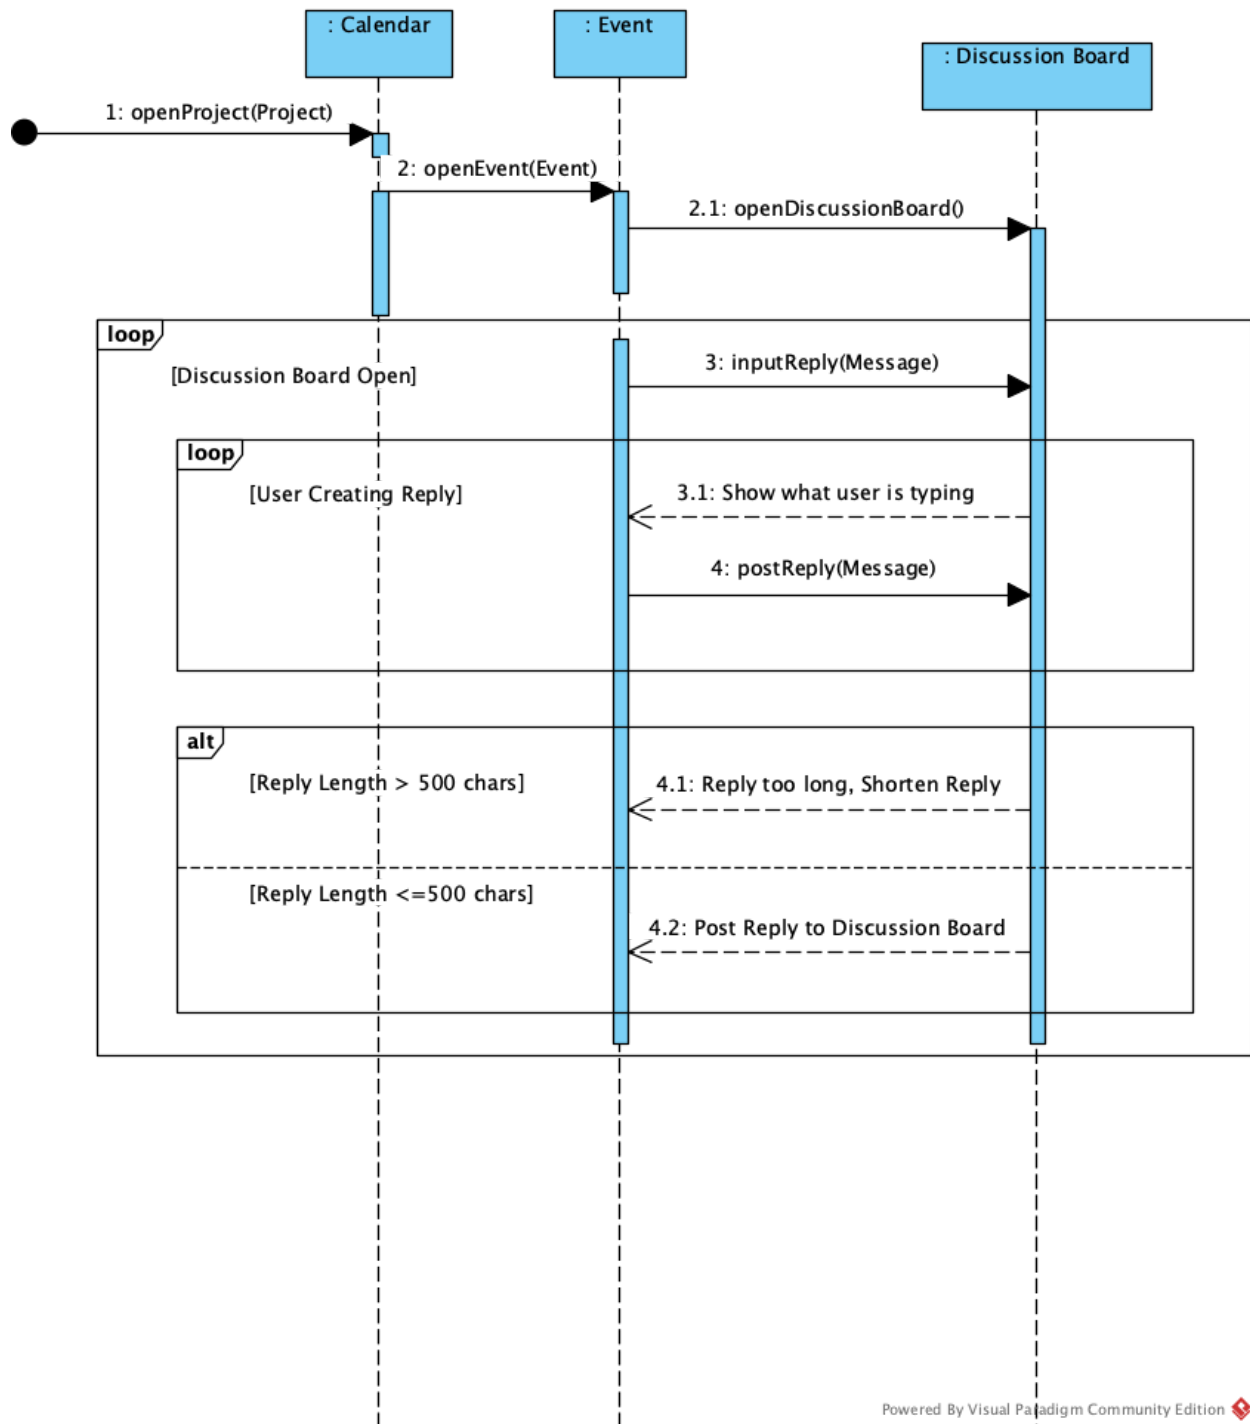 : Calendar
: Event
: Discussion Board
1: openProject(Project)
2: openEvent(Event)
2.1: openDiscussionBoard()
loop
[Discussion Board Open]
3: inputReply(Message)
loop
[User Creating Reply]
3.1: Show what user is typing
4: postReply(Message)
alt
[Reply Length > 500 chars]
4.1: Reply too long, Shorten Reply
[Reply Length <=500 chars]
4.2: Post Reply to Discussion Board
Powered By Visual Paradigm Community Edition